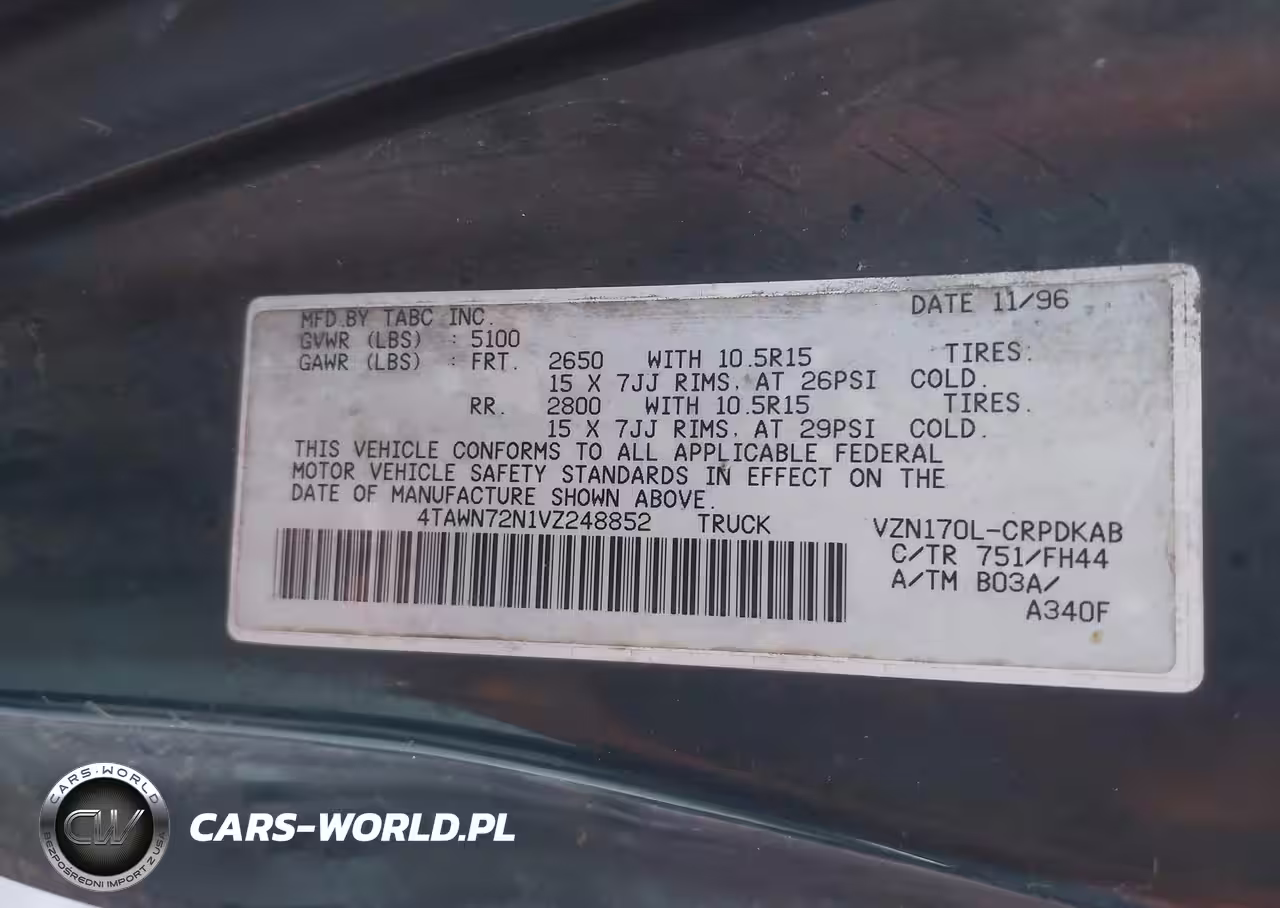 DATE 11/96
MFD.BY TABC INC.
GVWR (LBS) : 5100
GAWR (LBS) : FRT. 2650 WITH 10.5R15 TIRES.
15 X 7JJ RIMS. AT 26PSI COLD.
RR. 2800 WITH 10.5R15 TIRES.
15 X 7JJ RIMS. AT 29PSI COLD.
THIS VEHICLE CONFORMS TO ALL APPLICABLE FEDERAL
MOTOR VEHICLE SAFETY STANDARDS IN EFFECT ON THE
DATE OF MANUFACTURE SHOWN ABOVE.
4TAWN72N1VZ248852 TRUCK VZN170L-CRPDKAB
C/TR 751/FH44
A/TM B03A/
A340F
CARS-WORLD
CW
BEZPOŚREDNI IMPORT Z USA
CARS-WORLD.PL